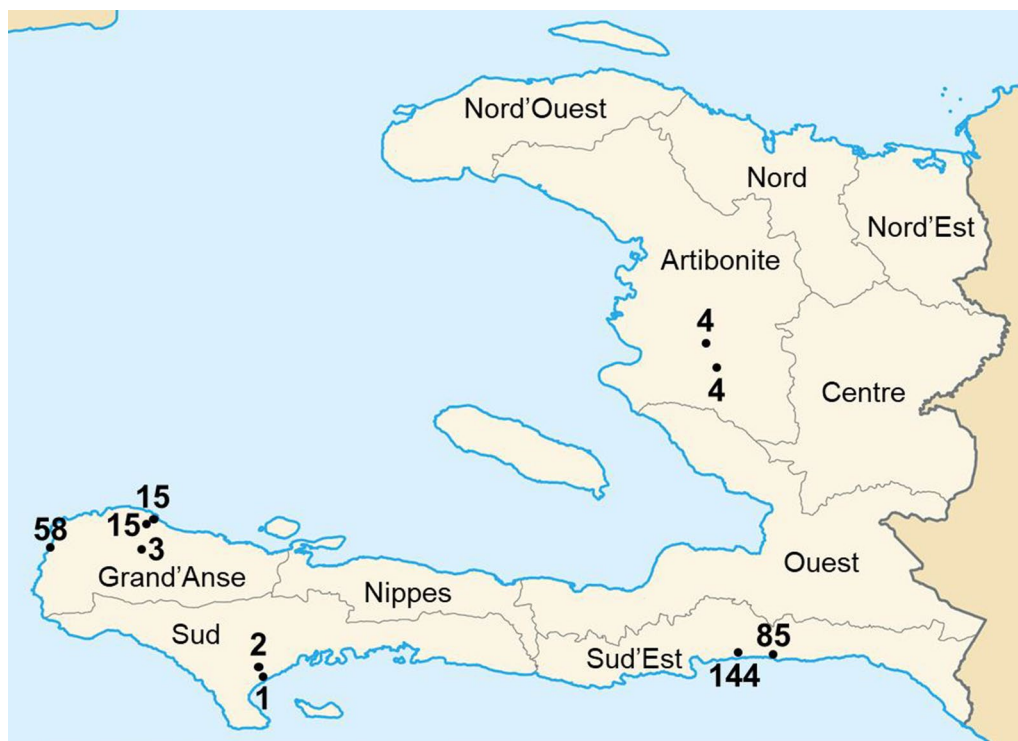 Nord'Ouest
Nord
Nord'Est
Artibonite
4
4
Centre
15
58
15
3
Grand'Anse
Ouest
Nippes
Sud
2
1
Sud'Est
85
144